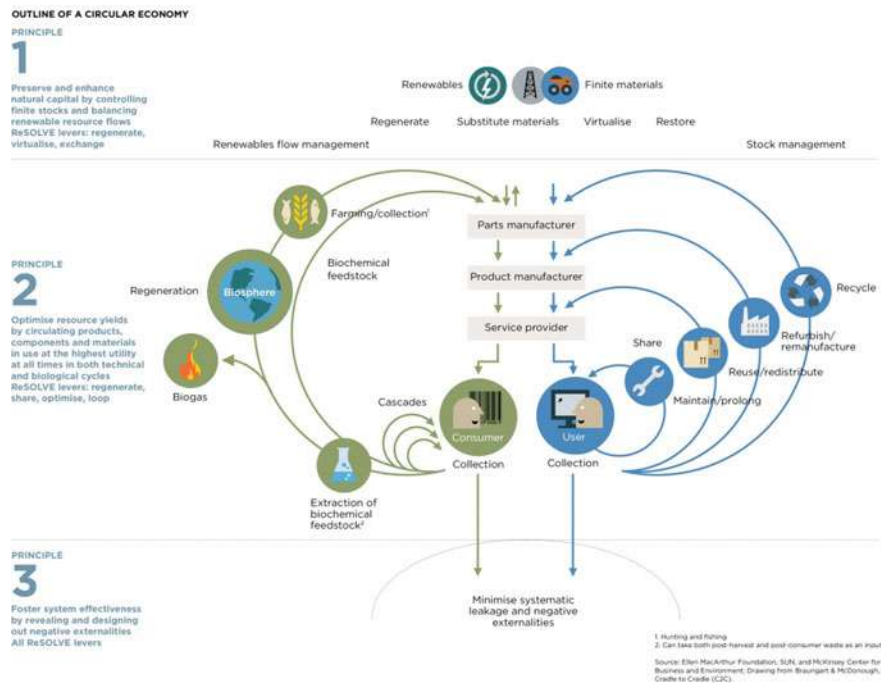 OUTLINE OF A CIRCULAR ECONOMY
PRINCIPLE
1
Preserve and enhance
natural capital by controlling
finite stocks and balancing
renewable resource flows
ReSOLVE levers: regenerate,
virtualise, exchange
Renewables
Finite materials
Regenerate
Substitute materials
Virtualise
Restore
Renewables flow management
Stock management
PRINCIPLE
2
Optimise resource yields
by circulating products,
components and materials
in use at the highest utility
at all times in both technical
and biological cycles
ReSOLVE levers: regenerate,
share, optimise, loop
Farming/collection¹
Biochemical
feedstock
Regeneration
Biosphere
Biogas
Cascades
Extraction of
biochemical
feedstock²
Parts manufacturer
Product manufacturer
Service provider
Consumer
Collection
User
Collection
Share
Maintain/prolong
Reuse/redistribute
Refurbish/
remanufacture
Recycle
PRINCIPLE
3
Foster system effectiveness
by revealing and designing
out negative externalities
All ReSOLVE levers
Minimise systematic
leakage and negative
externalities
1. Hunting and fishing
2. Can take both post-harvest and post-consumer waste as an input
Source: Ellen MacArthur Foundation, SUN, and McKinsey Center for
Business and Environment; Drawing from Braungart & McDonough,
Cradle to Cradle (C2C).